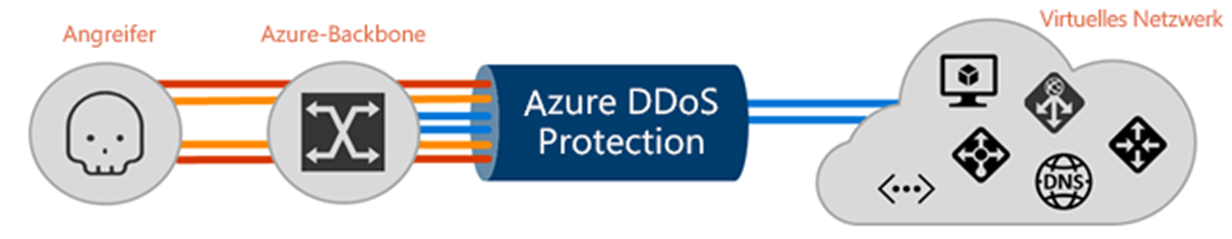 Angreifer
Azure-Backbone
Virtuelles Netzwerk
Azure DDoS
Protection
DNS